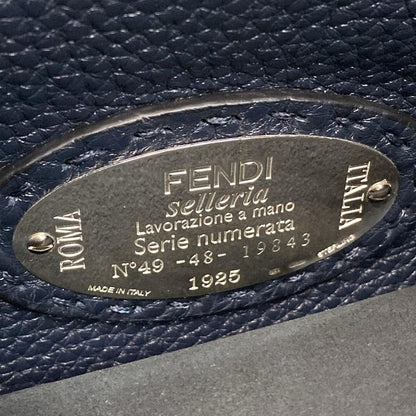 FENDI
Selleria
Lavorazione a mano
Serie numerata
N°49 -48- 19843
1925
ROMA
ITALIA
MADE IN ITALY